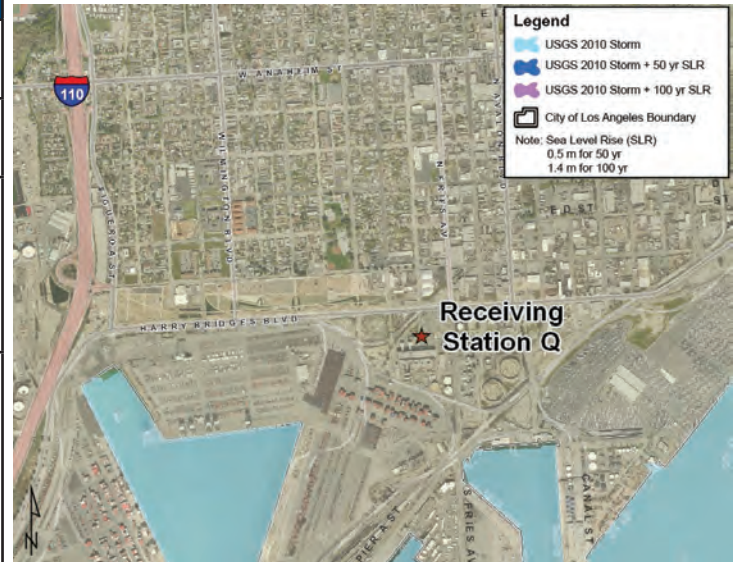 Legend
USGS 2010 Storm
USGS 2010 Storm + 50 yr SLR
USGS 2010 Storm + 100 yr SLR
City of Los Angeles Boundary
Note: Sea Level Rise (SLR)
0.5 m for 50 yr
1.4 m for 100 yr
W ANAHEIM ST
110
FIGUEROA ST
WILMINGTON BLVD
N FRIES AV
N AVALON
E D ST
ST
HARRY BRIDGES BLVD
Receiving
Station Q
PIER A ST
S FRIES AV
CANAL ST
N